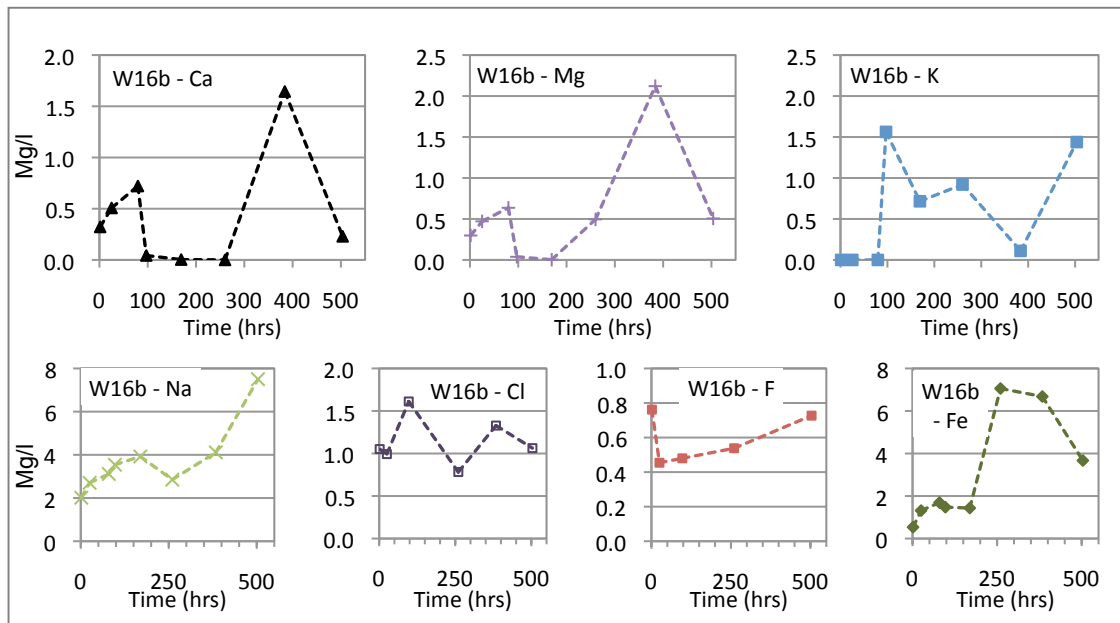 W16b - Ca
Mg/l
2.0
1.5
1.0
0.5
0.0
0 100 200 300 400 500
Time (hrs)
W16b - Mg
2.5
2.0
1.5
1.0
0.5
0.0
0 100 200 300 400 500
Time (hrs)
W16b - K
2.5
2.0
1.5
1.0
0.5
0.0
0 100 200 300 400 500
Time (hrs)
W16b - Na
Mg/l
8
6
4
2
0
0 250 500
Time (hrs)
W16b - Cl
2.0
1.5
1.0
0.5
0.0
0 250 500
Time (hrs)
W16b - F
1.0
0.8
0.6
0.4
0.2
0.0
0 250 500
Time (hrs)
W16b
- Fe
8
6
4
2
0
0 250 500
Time (hrs)